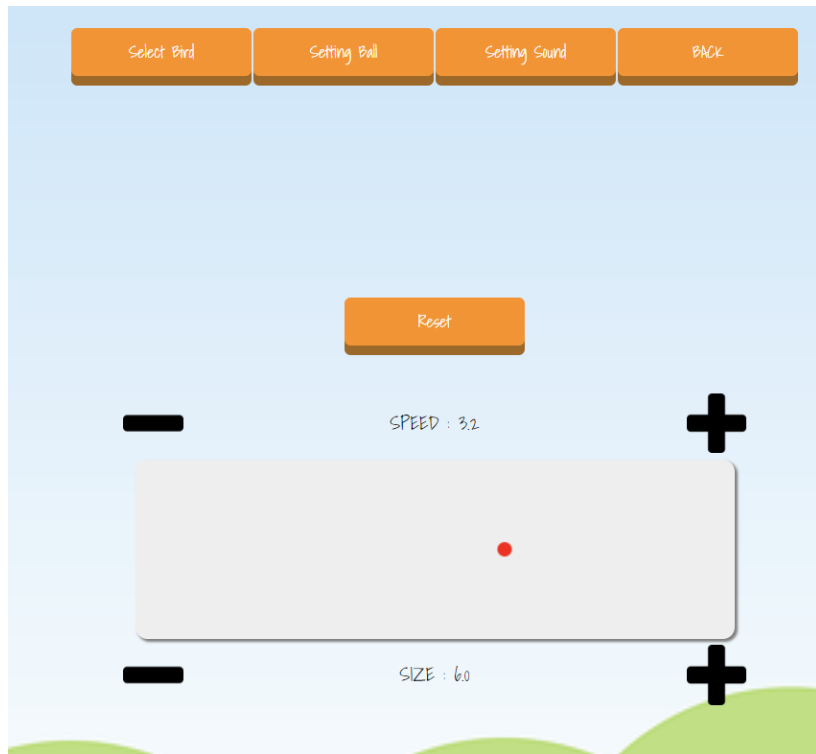 Select Bird
Setting Ball
Setting Sound
BACK
Reset
SPEED : 3.2
SIZE : 6.0